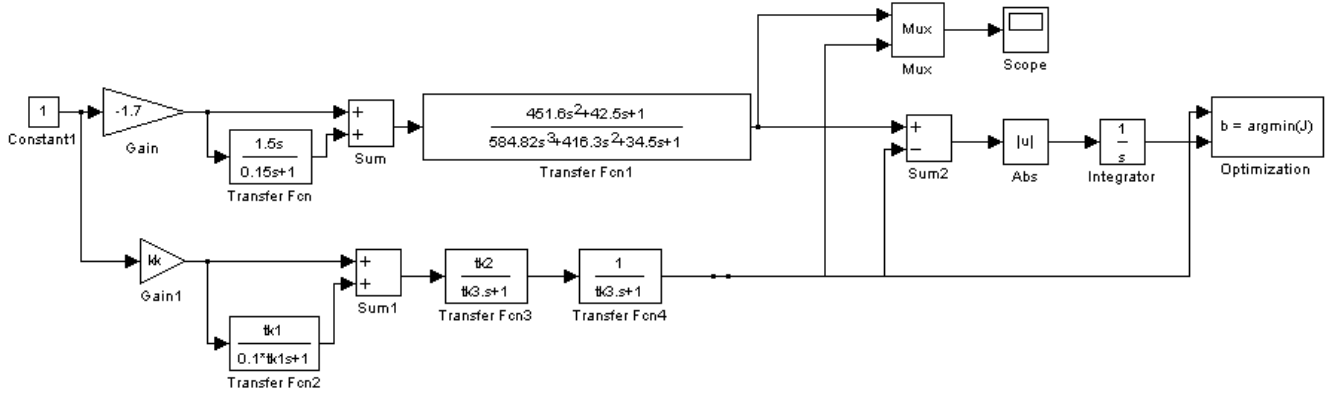 Mux
Mux
Scope
1
Constant1
-1.7
Gain
1.5s
0.15s+1
Transfer Fcn
+
+
Sum
451.6s²+42.5s+1
584.82s³+416.3s²+34.5s+1
Transfer Fcn1
+
−
Sum2
|u|
Abs
1
s
Integrator
b = argmin(J)
Optimization
kk
Gain1
tk1
0.1*tk1s+1
Transfer Fcn2
+
+
Sum1
tk2
tk3.s+1
Transfer Fcn3
1
tk3.s+1
Transfer Fcn4